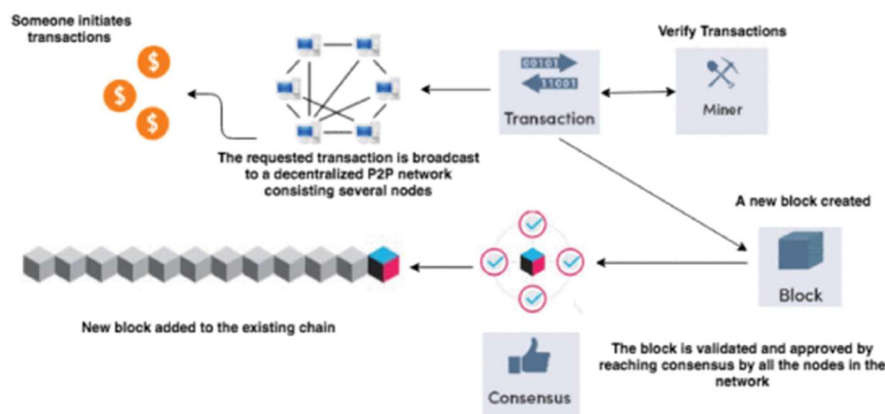 Someone initiates
transactions
$
$
$
The requested transaction is broadcast
to a decentralized P2P network
consisting several nodes
00101
11001
Transaction
Verify Transactions
Miner
A new block created
Block
The block is validated and approved by
reaching consensus by all the nodes in the
network
Consensus
New block added to the existing chain